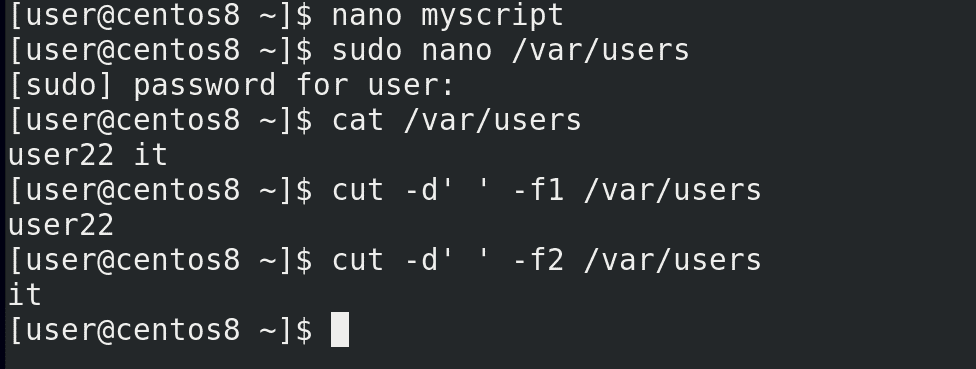 [user@centos8 ~]$ nano myscript
[user@centos8 ~]$ sudo nano /var/users
[sudo] password for user:
[user@centos8 ~]$ cat /var/users
user22 it
[user@centos8 ~]$ cut -d' ' -f1 /var/users
user22
[user@centos8 ~]$ cut -d' ' -f2 /var/users
it
[user@centos8 ~]$